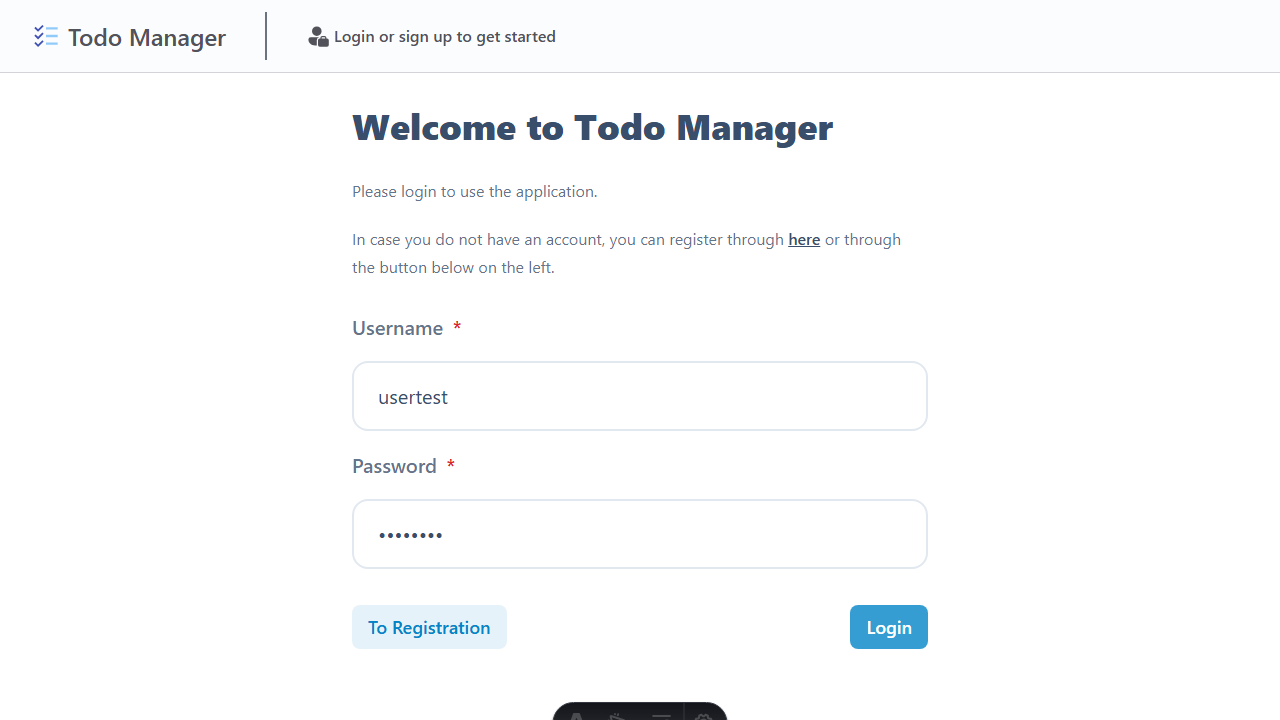 Todo Manager
Login or sign up to get started
Welcome to Todo Manager
Please login to use the application.
In case you do not have an account, you can register through here or through
the button below on the left.
Username *
usertest
Password *
••••••••
To Registration
Login